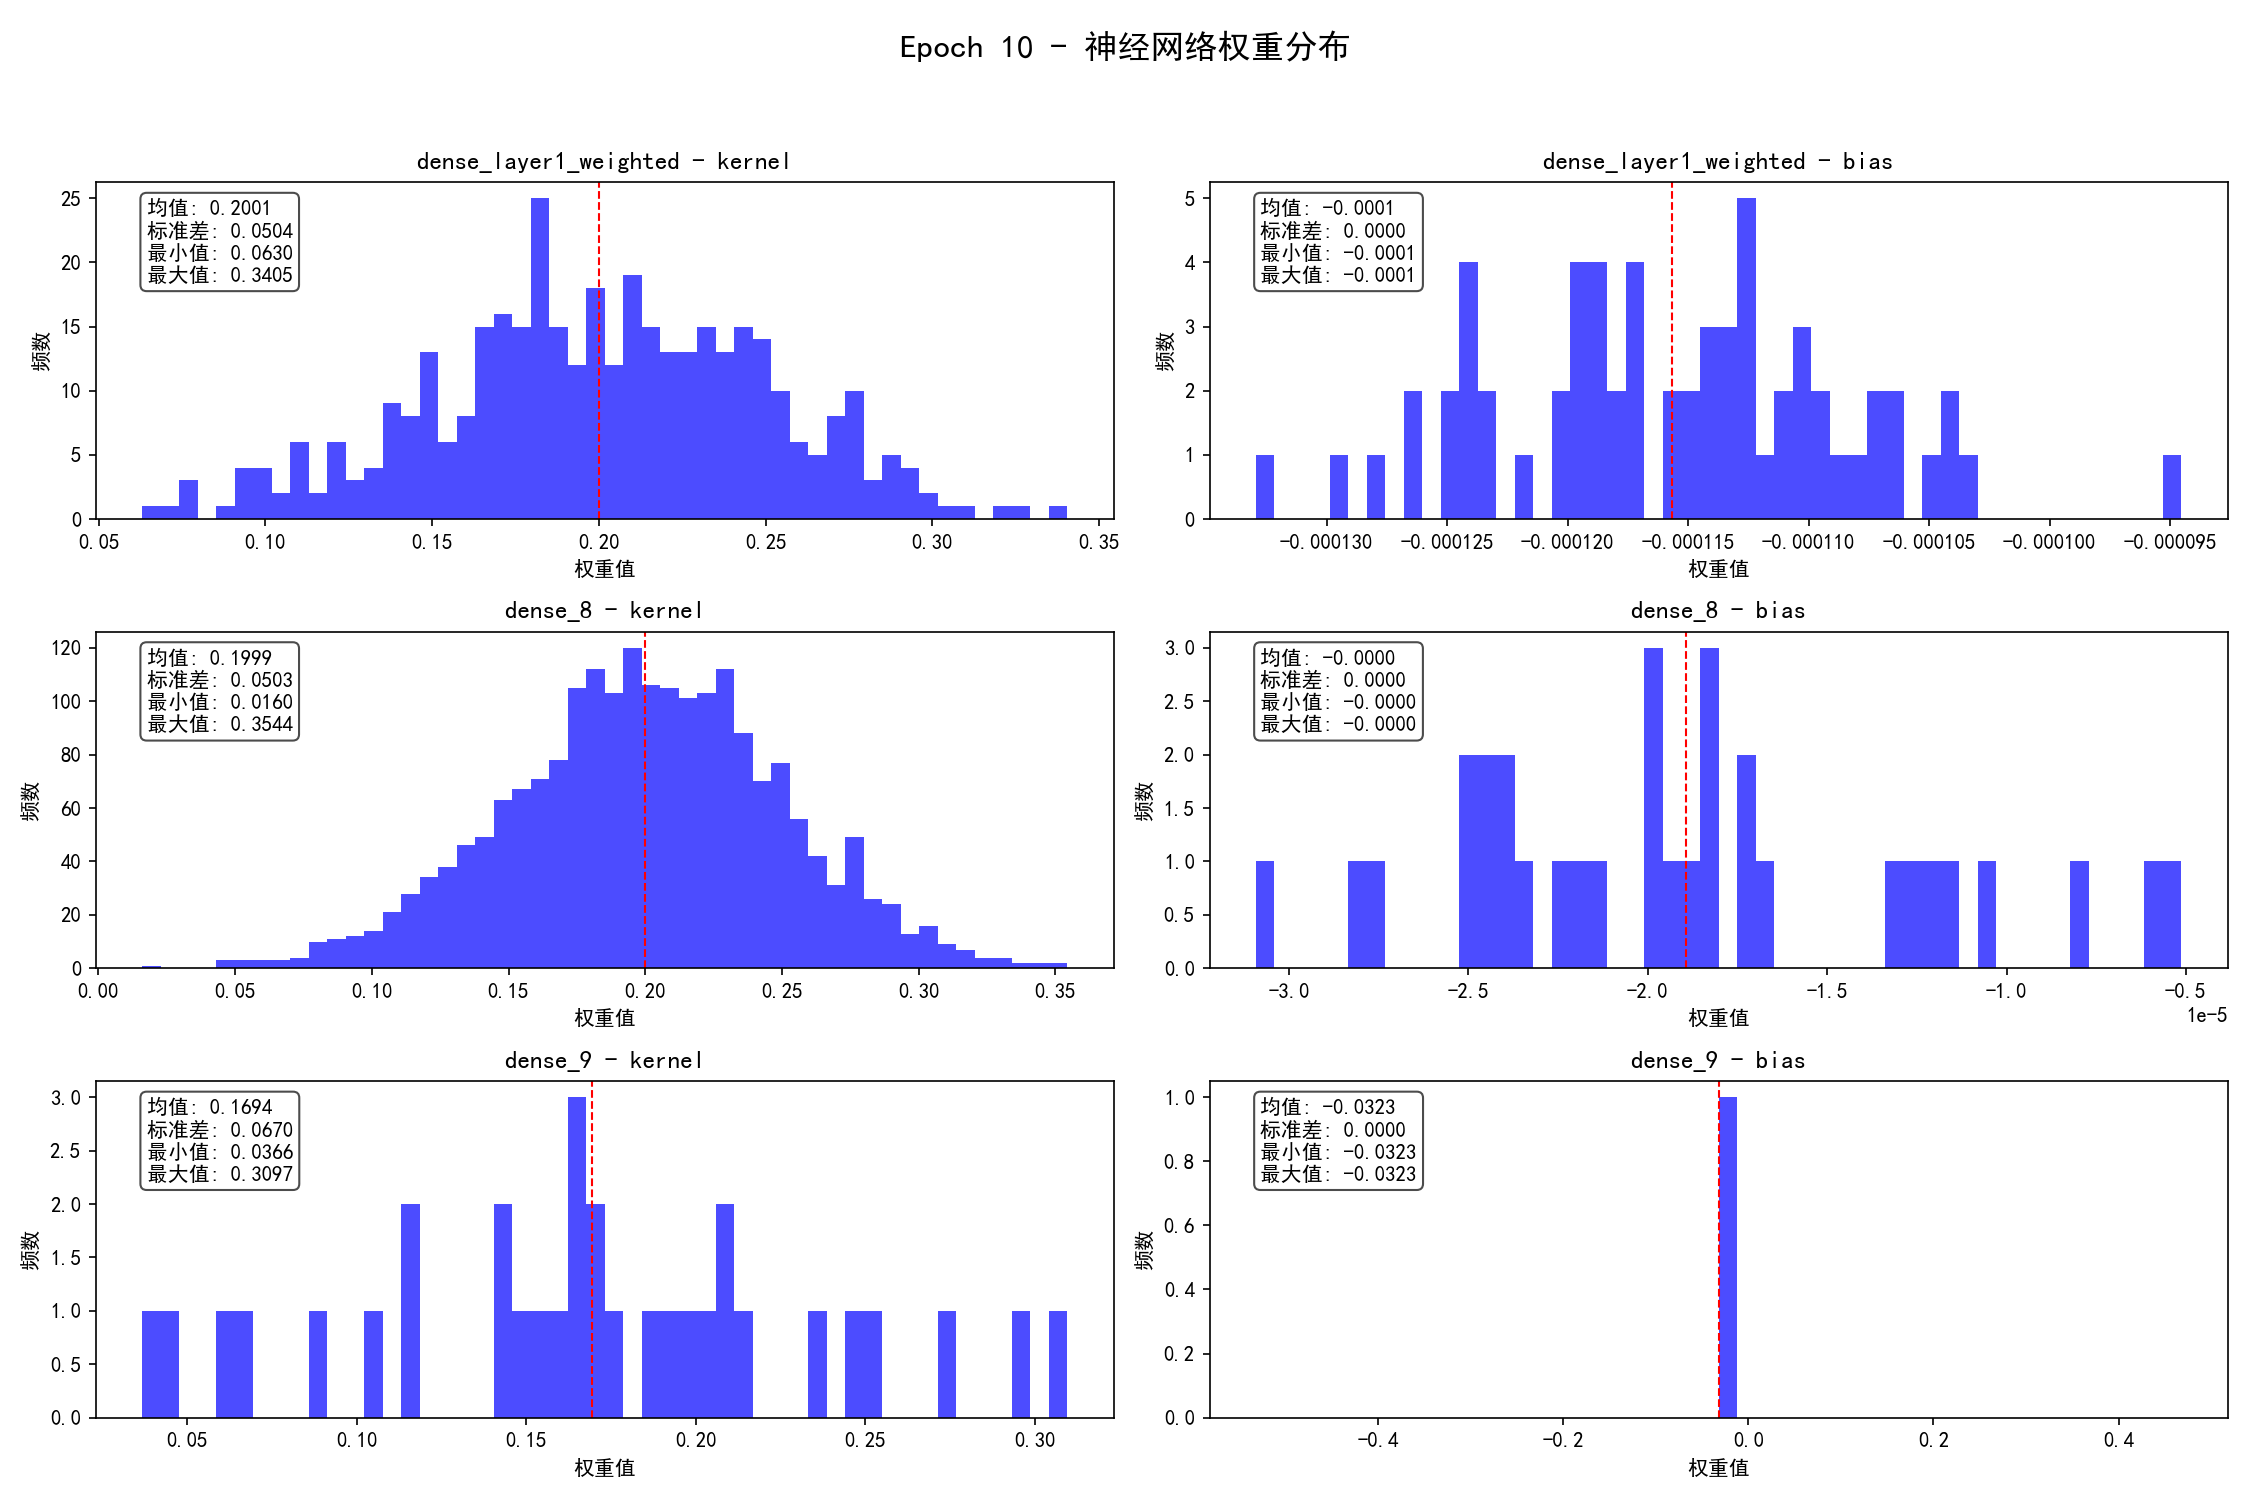 Epoch 10 - 神经网络权重分布
dense_layer1_weighted - kernel
均值: 0.2001
标准差: 0.0504
最小值: 0.0630
最大值: 0.3405
频数
25
20
15
10
5
0
0.05 0.10 0.15 0.20 0.25 0.30 0.35
权重值
dense_layer1_weighted - bias
均值: -0.0001
标准差: 0.0000
最小值: -0.0001
最大值: -0.0001
频数
5
4
3
2
1
0
-0.000130 -0.000125 -0.000120 -0.000115 -0.000110 -0.000105 -0.000100 -0.000095
权重值
dense_8 - kernel
均值: 0.1999
标准差: 0.0503
最小值: 0.0160
最大值: 0.3544
频数
120
100
80
60
40
20
0
0.00 0.05 0.10 0.15 0.20 0.25 0.30 0.35
权重值
dense_8 - bias
均值: -0.0000
标准差: 0.0000
最小值: -0.0000
最大值: -0.0000
频数
3.0
2.5
2.0
1.5
1.0
0.5
0.0
-3.0 -2.5 -2.0 -1.5 -1.0 -0.5
1e-5
权重值
dense_9 - kernel
均值: 0.1694
标准差: 0.0670
最小值: 0.0366
最大值: 0.3097
频数
3.0
2.5
2.0
1.5
1.0
0.5
0.0
0.05 0.10 0.15 0.20 0.25 0.30
权重值
dense_9 - bias
均值: -0.0323
标准差: 0.0000
最小值: -0.0323
最大值: -0.0323
频数
1.0
0.8
0.6
0.4
0.2
0.0
-0.4 -0.2 0.0 0.2 0.4
权重值